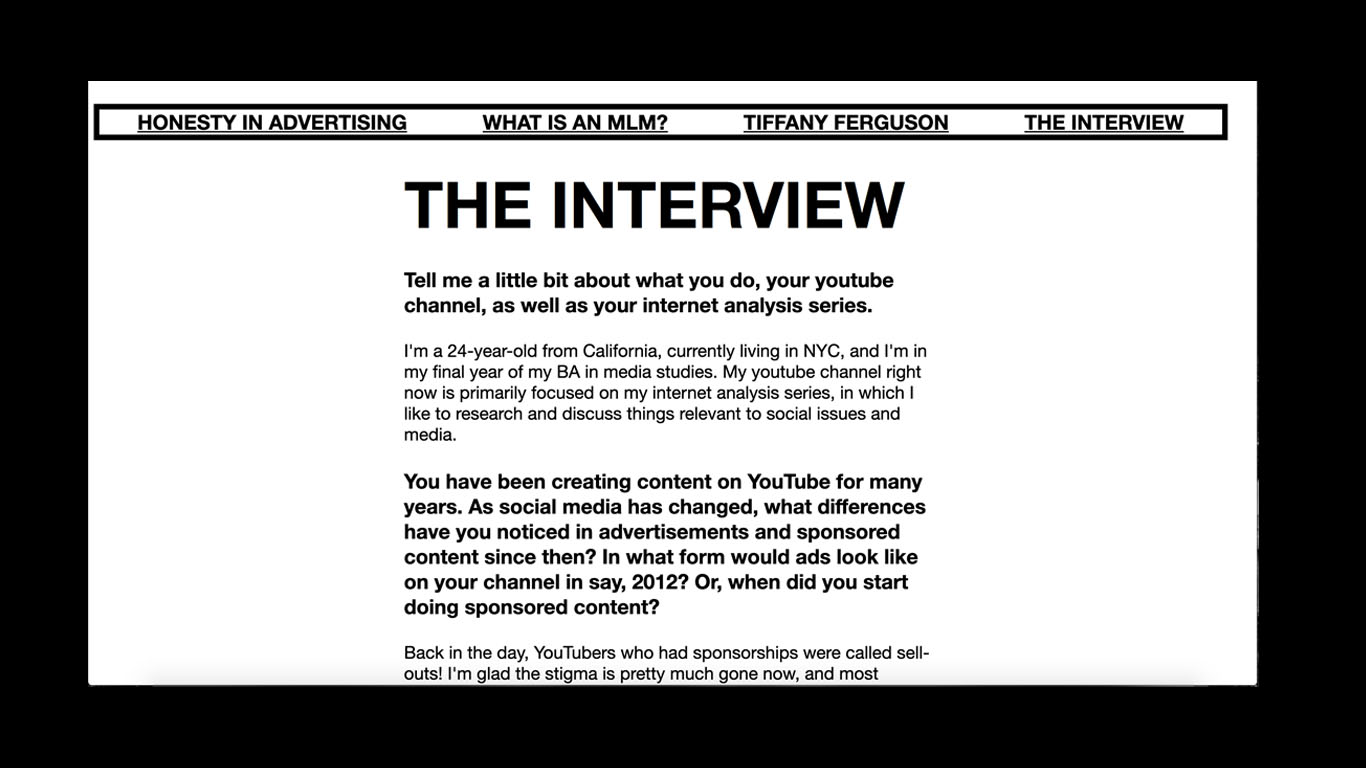 HONESTY IN ADVERTISING WHAT IS AN MLM? TIFFANY FERGUSON THE INTERVIEW
THE INTERVIEW
Tell me a little bit about what you do, your youtube
channel, as well as your internet analysis series.
I'm a 24-year-old from California, currently living in NYC, and I'm in
my final year of my BA in media studies. My youtube channel right
now is primarily focused on my internet analysis series, in which I
like to research and discuss things relevant to social issues and
media.
You have been creating content on YouTube for many
years. As social media has changed, what differences
have you noticed in advertisements and sponsored
content since then? In what form would ads look like
on your channel in say, 2012? Or, when did you start
doing sponsored content?
Back in the day, YouTubers who had sponsorships were called sell-
outs! I'm glad the stigma is pretty much gone now, and most